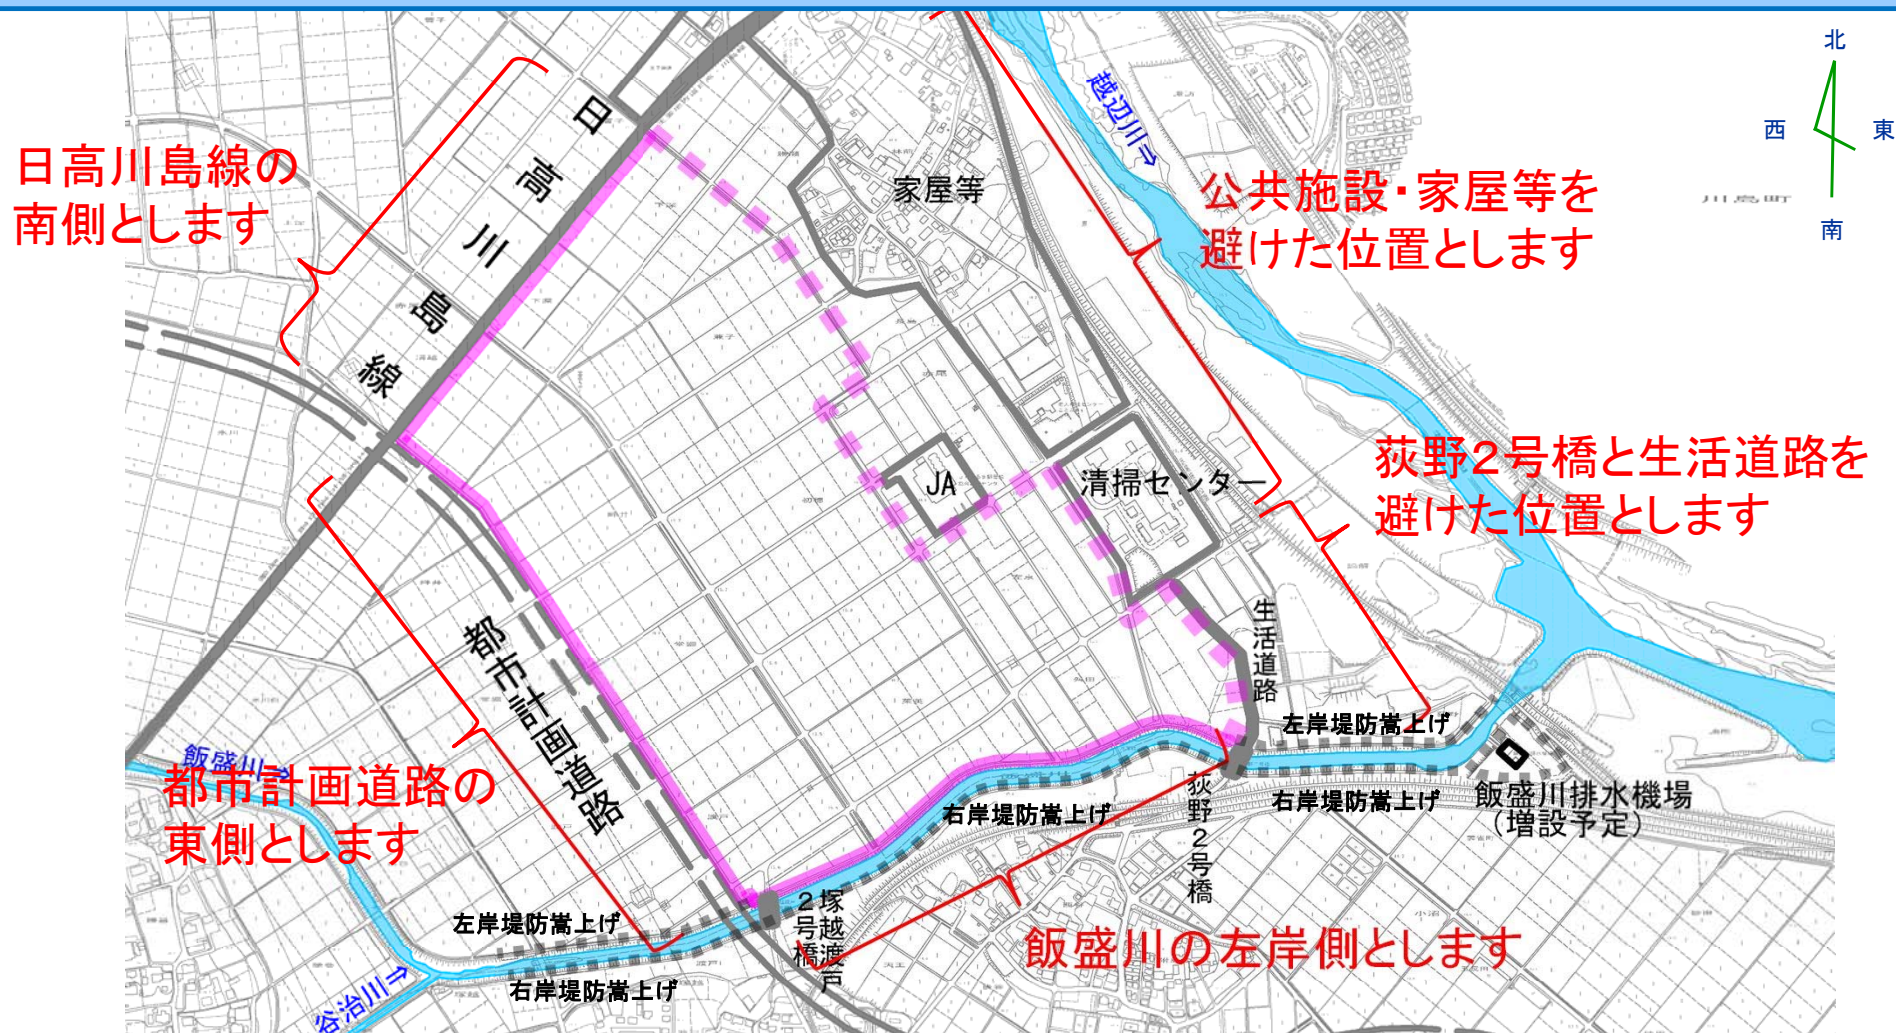 北
西
東
南
越辺川⇒
日高川島線の
南側とします
日高川島線
家屋等
公共施設・家屋等を
避けた位置とします
荻野2号橋と生活道路を
避けた位置とします
JA
清掃センター
生活道路
都市計画道路
飯盛川⇒
都市計画道路の
東側とします
左岸堤防嵩上げ
右岸堤防嵩上げ
右岸堤防嵩上げ
飯盛川排水機場
（増設予定）
荻野2号橋
塚越渡戸
2号橋
左岸堤防嵩上げ
右岸堤防嵩上げ
飯盛川の左岸側とします
谷治川⇒